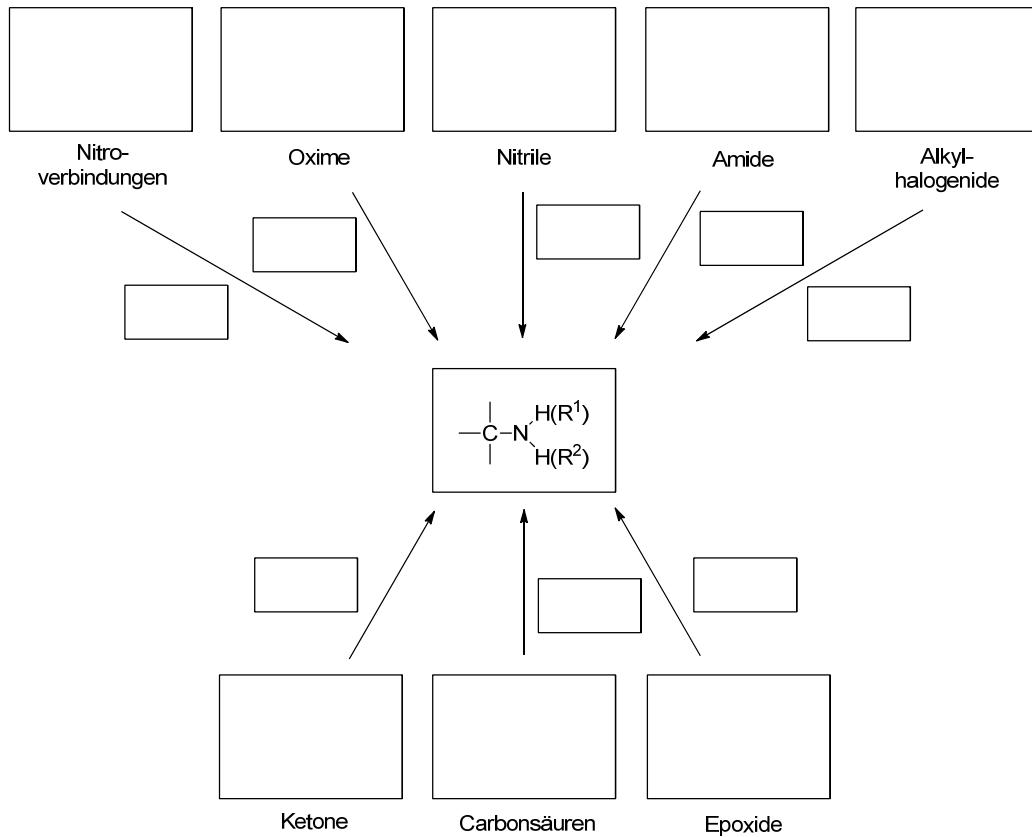 Nitro-
verbindungen
Oxime
Nitrile
Amide
Alkyl-
halogenide
H(R¹)
C N
H(R²)
Ketone
Carbonsäuren
Epoxide